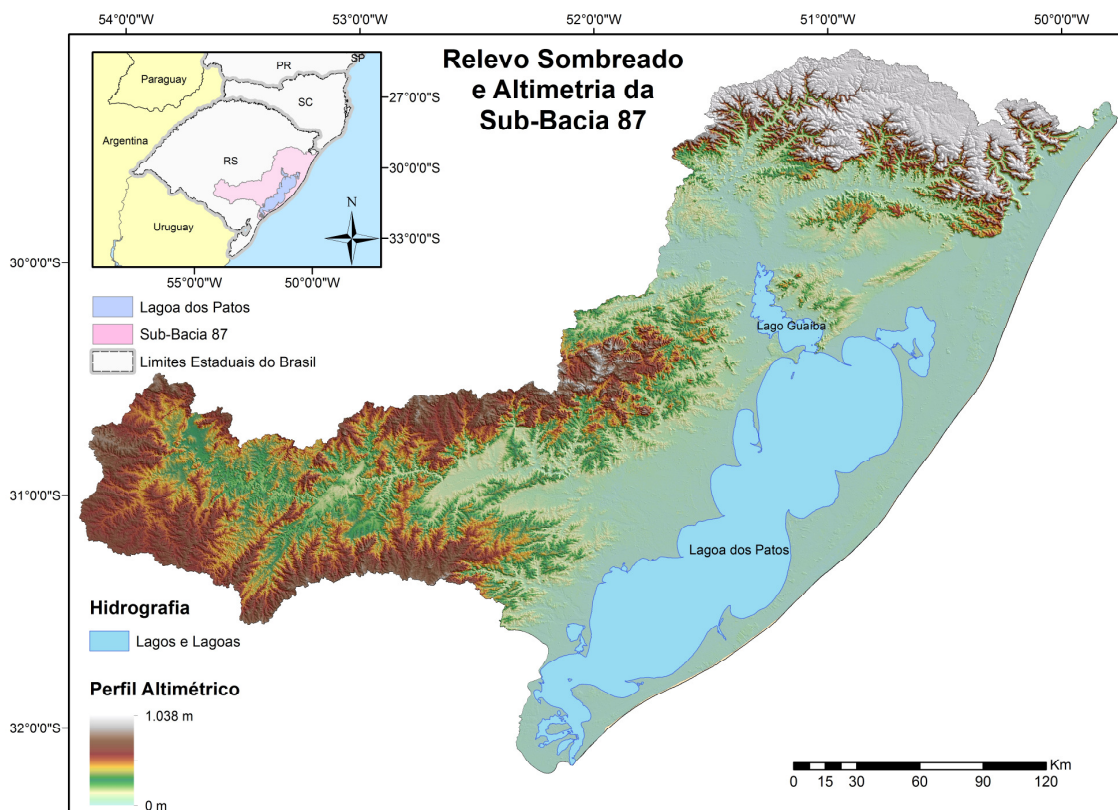 54°0'0"W
53°0'0"W
52°0'0"W
51°0'0"W
50°0'0"W
Relevo Sombreado
e Altimetria da
Sub-Bacia 87
SP
PR
Paraguay
SC
27°0'0"S
Argentina
RS
30°0'0"S
N
Uruguay
33°0'0"S
55°0'0"W
50°0'0"W
30°0'0"S
Lagoa dos Patos
Sub-Bacia 87
Limites Estaduais do Brasil
Lago Guaíba
31°0'0"S
Lagoa dos Patos
Hidrografia
Lagos e Lagoas
Perfil Altimétrico
1.038 m
0 m
32°0'0"S
Km
0 15 30 60 90 120